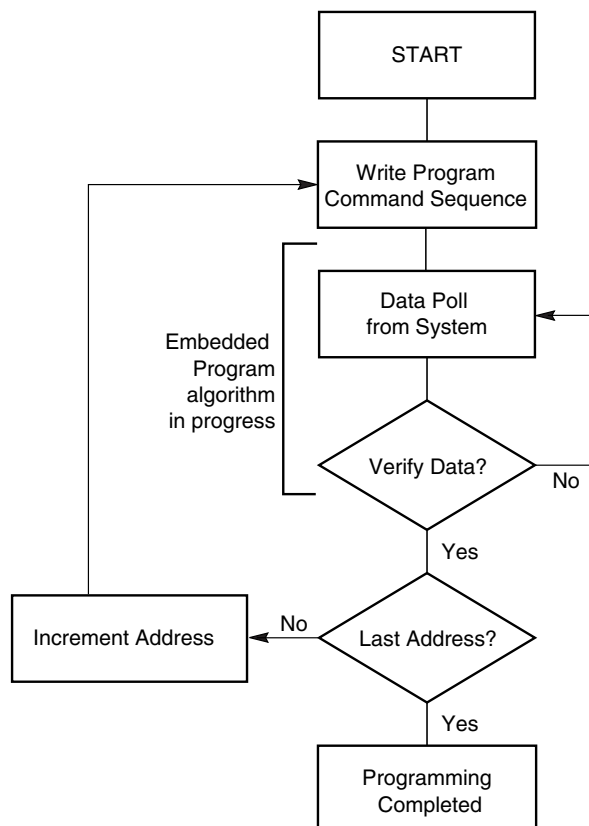 START
Write Program
Command Sequence
Data Poll
from System
Embedded
Program
algorithm
in progress
Verify Data?
No
Yes
Increment Address
No
Last Address?
Yes
Programming
Completed